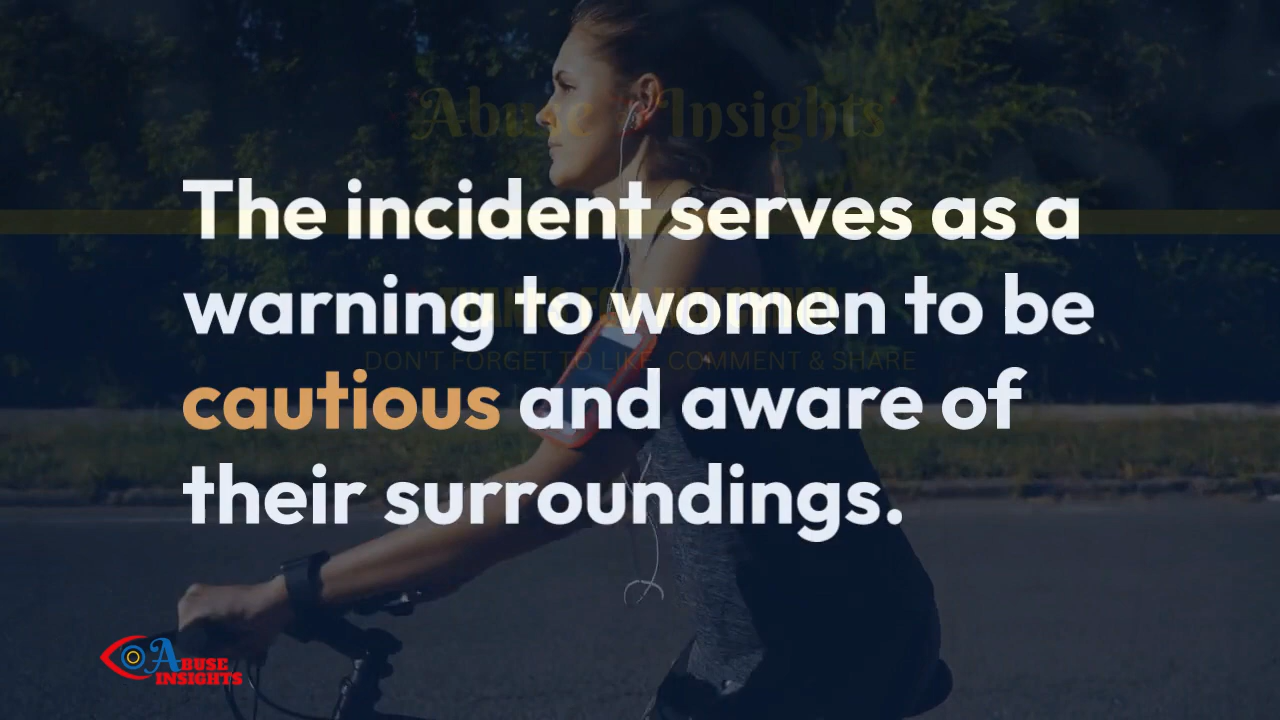 Abuse Insights
The incident serves as a
warning to women to be
DON'T FORGET TO LIKE, COMMENT & SHARE
cautious and aware of
their surroundings.
ABUSE
INSIGHTS